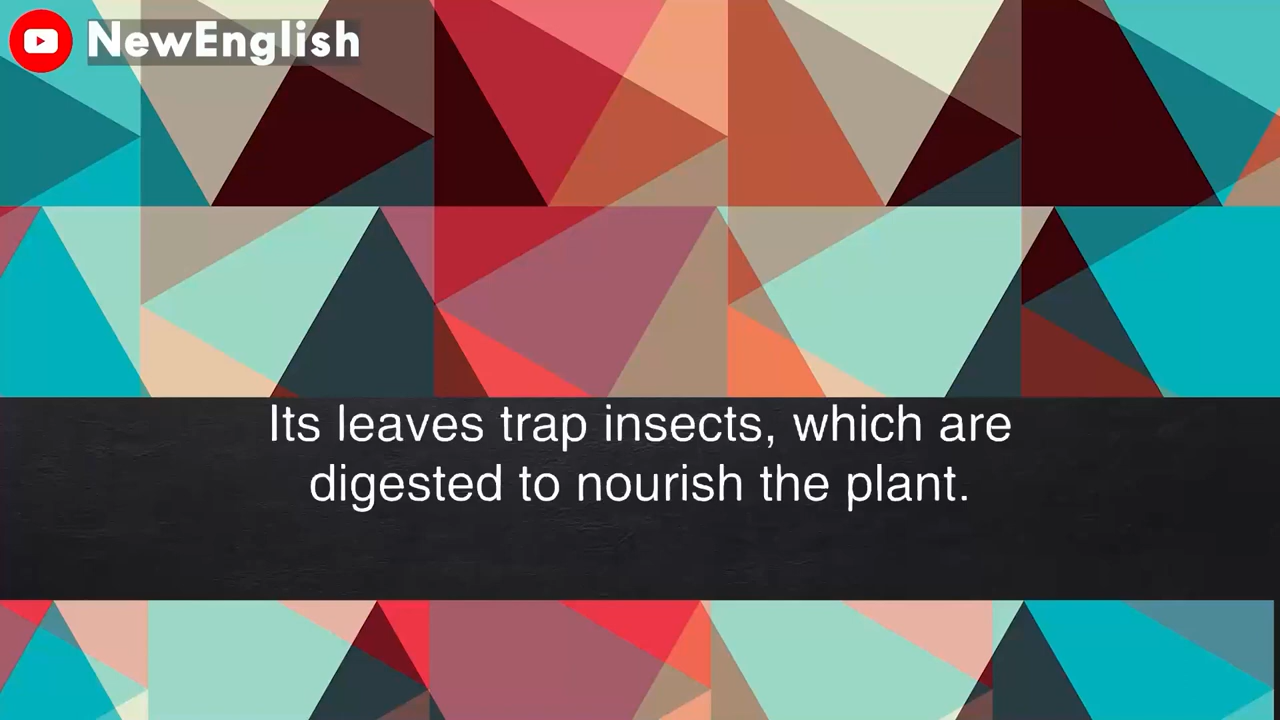 NewEnglish
Its leaves trap insects, which are
digested to nourish the plant.